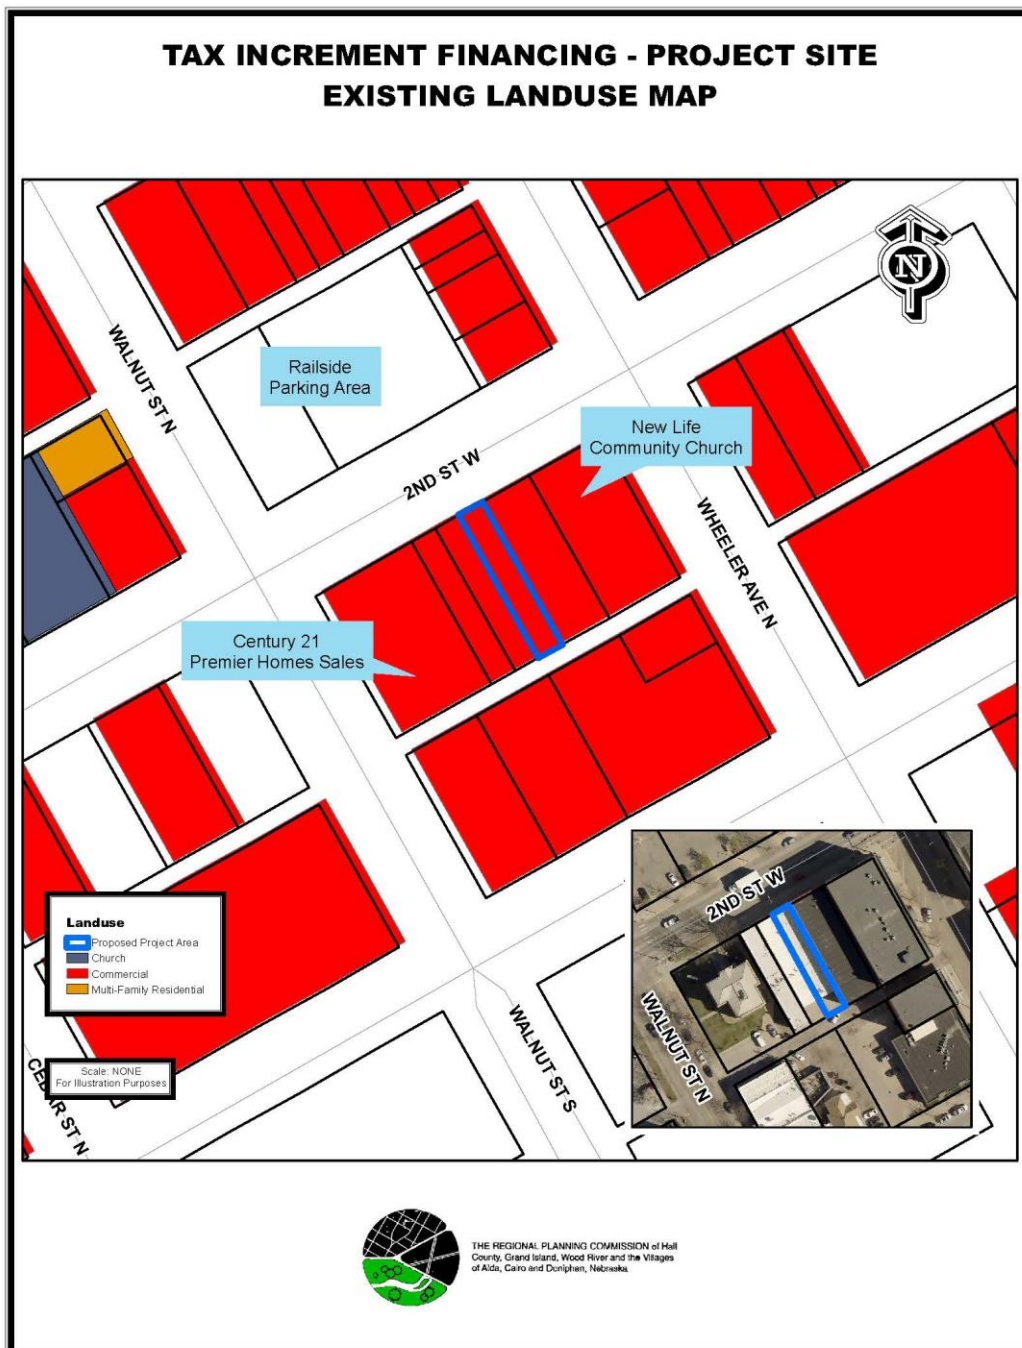 TAX INCREMENT FINANCING - PROJECT SITE
EXISTING LANDUSE MAP
N
WALNUT ST N
Railside
Parking Area
New Life
Community Church
2ND ST W
WHEELER AVE N
Century 21
Premier Homes Sales
2ND ST W
WALNUT ST N
WALNUT ST S
Landuse
Proposed Project Area
Church
Commercial
Multi-Family Residential
Scale: NONE
For Illustration Purposes
CEDAR ST N
THE REGIONAL PLANNING COMMISSION of Hall
County, Grand Island, Wood River and the Villages
of Alda, Cairo and Doniphan, Nebraska